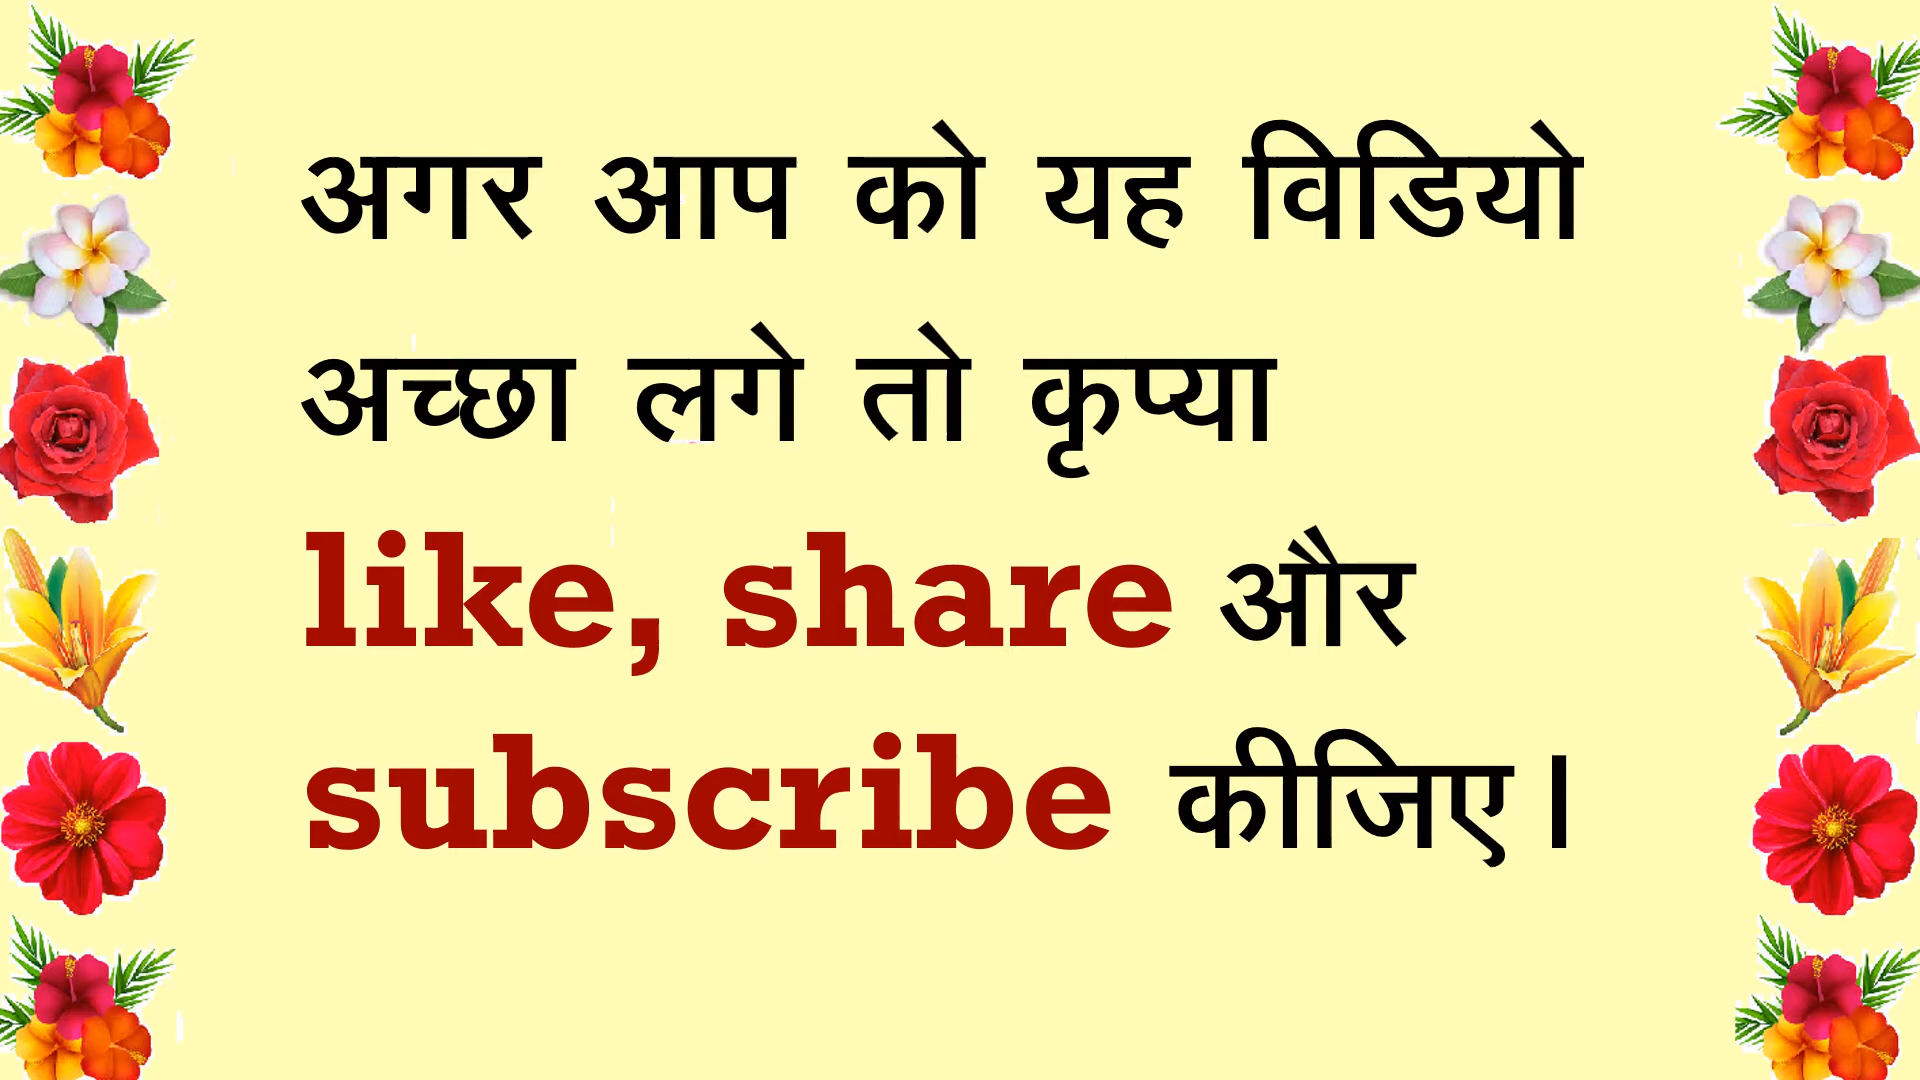 अगर आप को यह विडियो
अच्छा लगे तो कृप्या
like, share और
subscribe कीजिए।